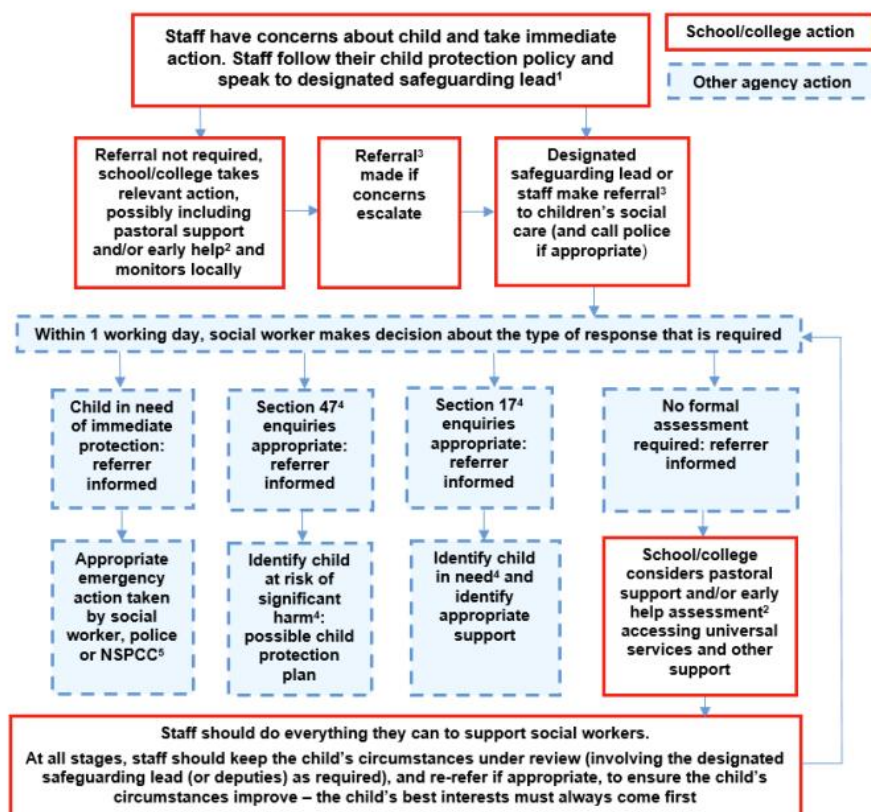 Staff have concerns about child and take immediate
action. Staff follow their child protection policy and
speak to designated safeguarding lead¹
School/college action
Other agency action
Referral not required,
school/college takes
relevant action,
possibly including
pastoral support
and/or early help² and
monitors locally
Referral³
made if
concerns
escalate
Designated
safeguarding lead or
staff make referral³
to children's social
care (and call police
if appropriate)
Within 1 working day, social worker makes decision about the type of response that is required
Child in need
of immediate
protection:
referrer
informed
Section 47⁴
enquiries
appropriate:
referrer
informed
Section 17⁴
enquiries
appropriate:
referrer
informed
No formal
assessment
required: referrer
informed
Appropriate
emergency
action taken
by social
worker, police
or NSPCC⁵
Identify child
at risk of
significant
harm⁴:
possible child
protection
plan
Identify child
in need⁴ and
identify
appropriate
support
School/college
considers pastoral
support and/or early
help assessment²
accessing universal
services and other
support
Staff should do everything they can to support social workers.
At all stages, staff should keep the child's circumstances under review (involving the designated
safeguarding lead (or deputies) as required), and re-refer if appropriate, to ensure the child's
circumstances improve – the child's best interests must always come first